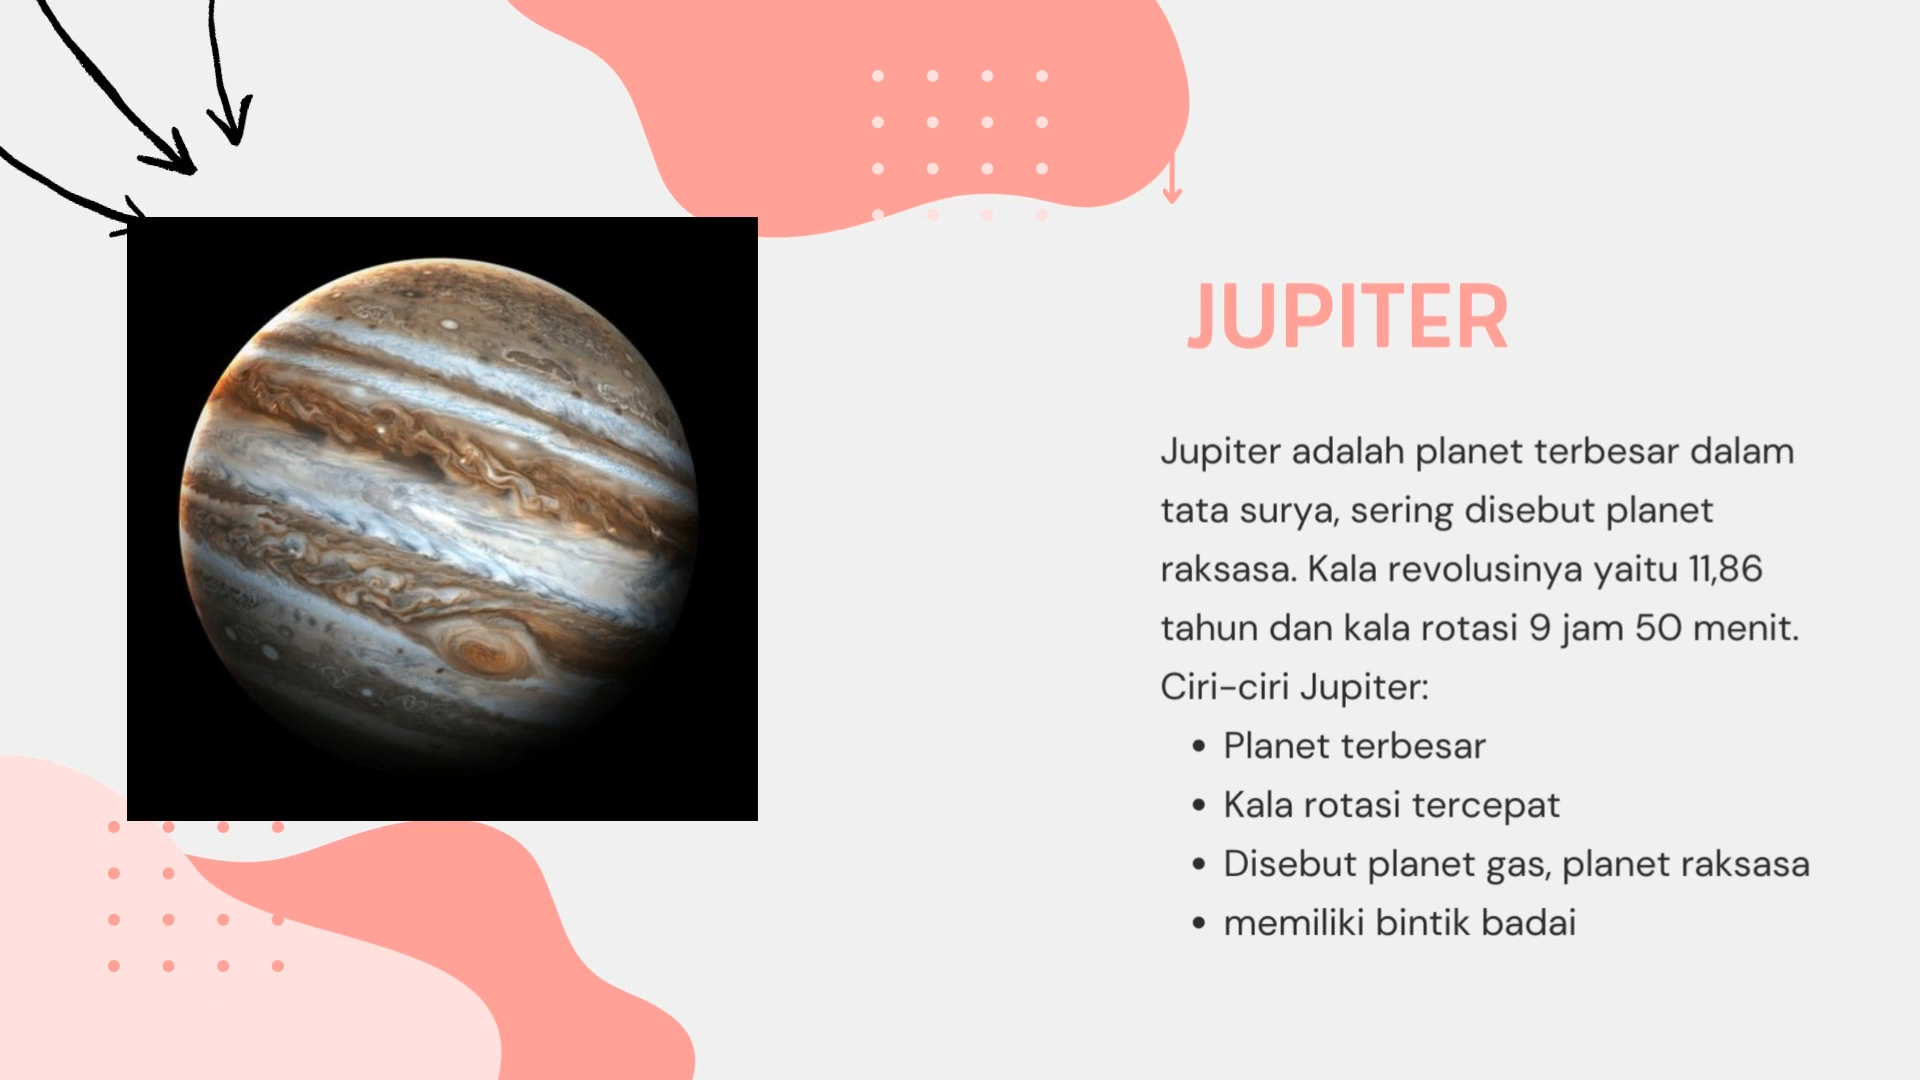 JUPITER
Jupiter adalah planet terbesar dalam
tata surya, sering disebut planet
raksasa. Kala revolusinya yaitu 11,86
tahun dan kala rotasi 9 jam 50 menit.
Ciri-ciri Jupiter:
• Planet terbesar
• Kala rotasi tercepat
• Disebut planet gas, planet raksasa
• memiliki bintik badai